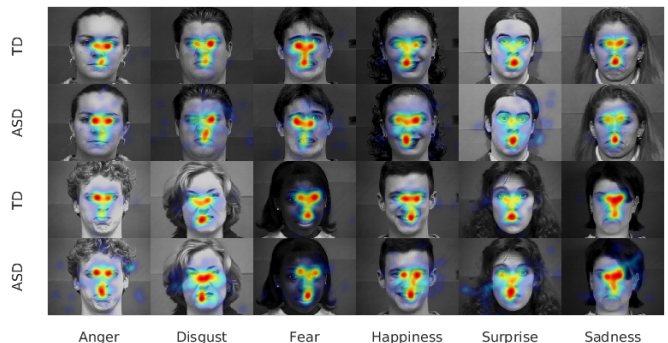 TD
ASD
TD
ASD
Anger Disgust Fear Happiness Surprise Sadness